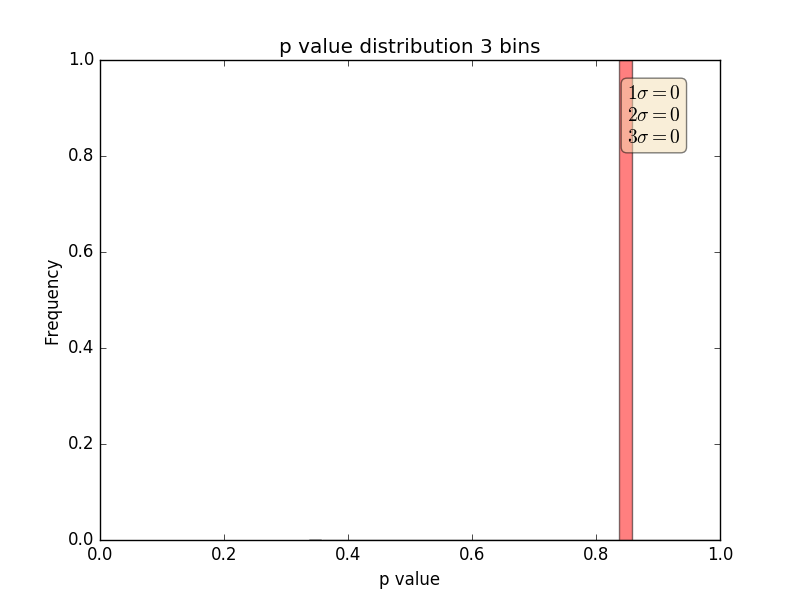 p value distribution 3 bins
1.0
0.8
0.6
0.4
0.2
0.0
Frequency
1σ=0
2σ=0
3σ=0
0.0 0.2 0.4 0.6 0.8 1.0
p value